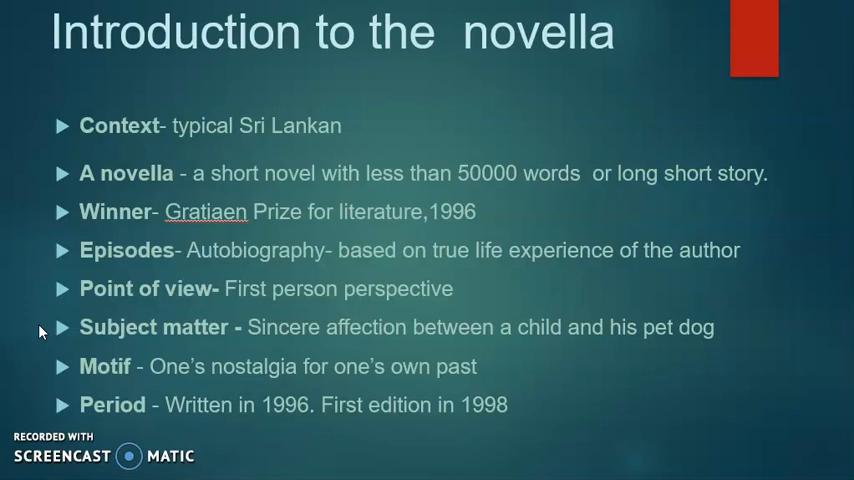 Introduction to the novella
Context- typical Sri Lankan
A novella - a short novel with less than 50000 words or long short story.
Winner- Gratiaen Prize for literature,1996
Episodes- Autobiography- based on true life experience of the author
Point of view- First person perspective
Subject matter - Sincere affection between a child and his pet dog
Motif - One’s nostalgia for one’s own past
Period - Written in 1996. First edition in 1998
RECORDED WITH
SCREENCAST MATIC